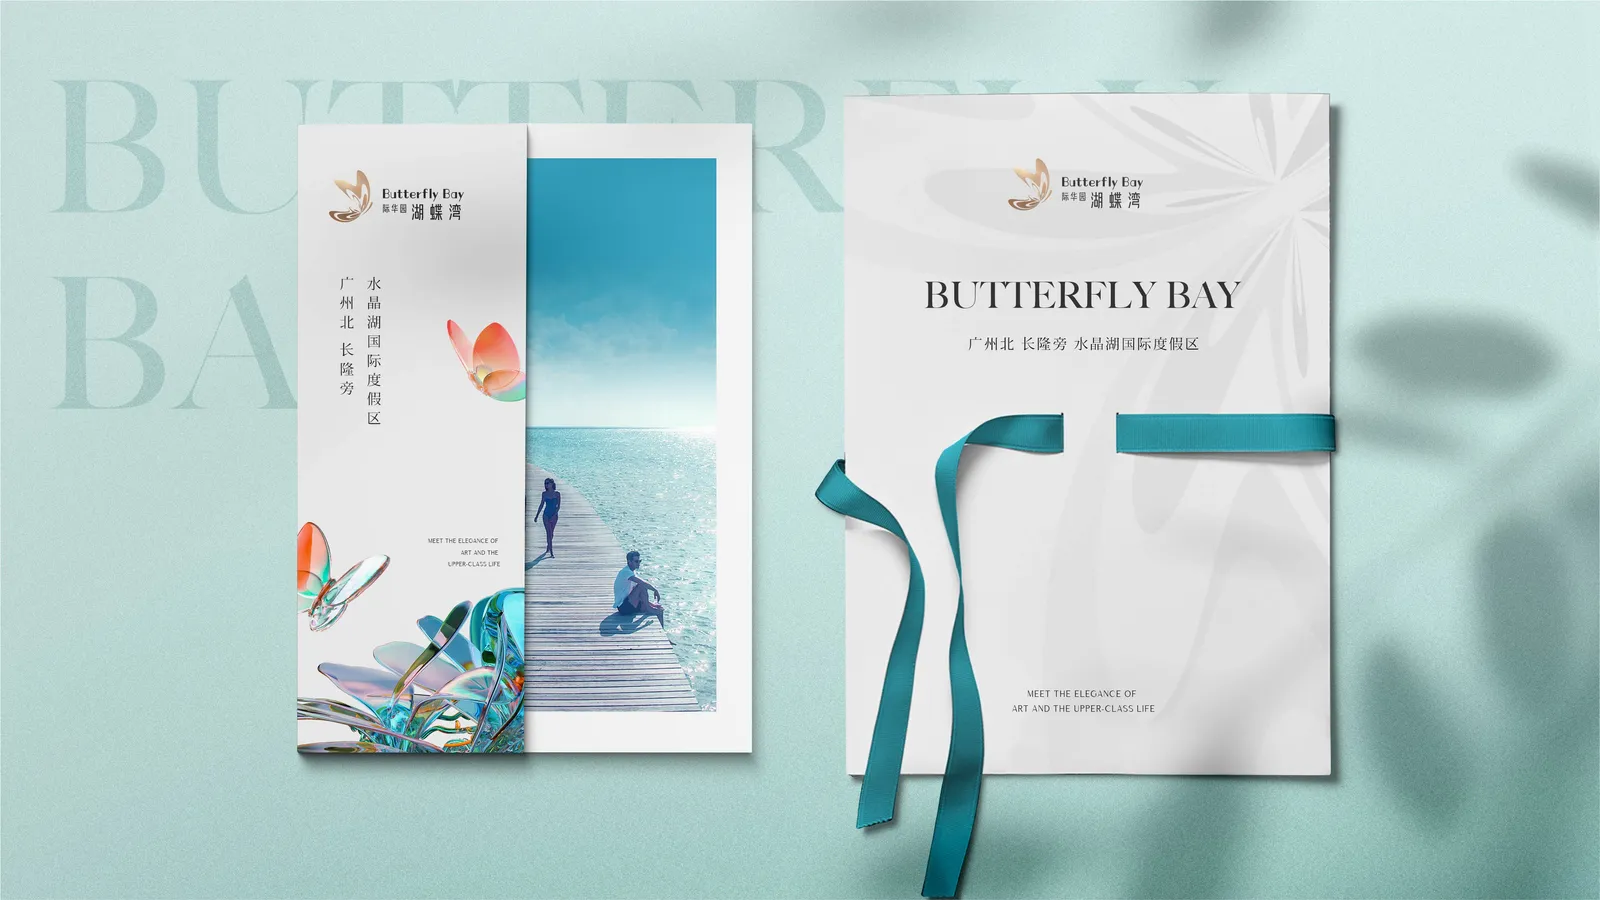 BUTTERFLY
BA
Butterfly Bay
际华园 湖蝶湾
水晶湖国际度假区
广州北 长隆旁
MEET THE ELEGANCE OF
ART AND THE
UPPER-CLASS LIFE
Butterfly Bay
际华园 湖蝶湾
BUTTERFLY BAY
广州北 长隆旁 水晶湖国际度假区
MEET THE ELEGANCE OF
ART AND THE UPPER-CLASS LIFE